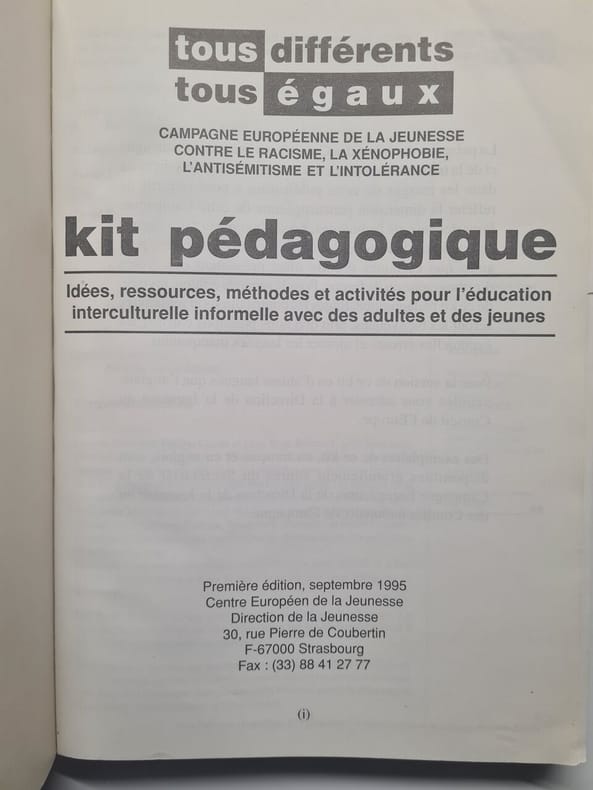 tous différents
tous égaux
CAMPAGNE EUROPÉENNE DE LA JEUNESSE
CONTRE LE RACISME, LA XÉNOPHOBIE,
L'ANTISÉMITISME ET L'INTOLÉRANCE
kit pédagogique
Idées, ressources, méthodes et activités pour l'éducation
interculturelle informelle avec des adultes et des jeunes
Première édition, septembre 1995
Centre Européen de la Jeunesse
Direction de la Jeunesse
30, rue Pierre de Coubertin
F-67000 Strasbourg
Fax : (33) 88 41 27 77
(i)